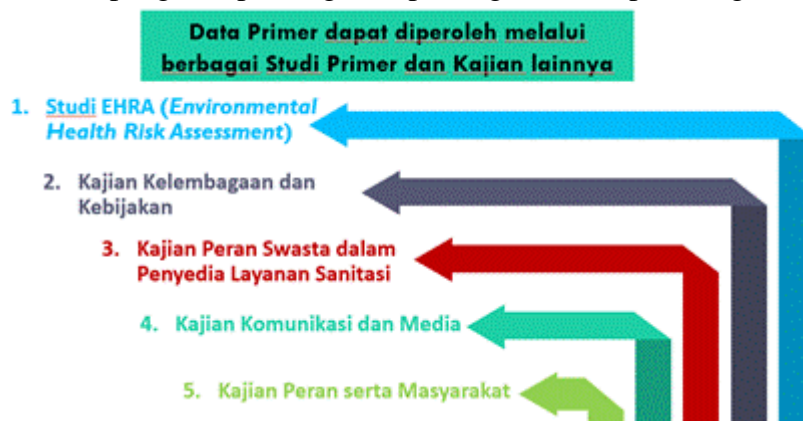 Data Primer dapat diperoleh melalui
berbagai Studi Primer dan Kajian lainnya
1. Studi EHRA (Environmental
Health Risk Assessment)
2. Kajian Kelembagaan dan
Kebijakan
3. Kajian Peran Swasta dalam
Penyedia Layanan Sanitasi
4. Kajian Komunikasi dan Media
5. Kajian Peran serta Masyarakat